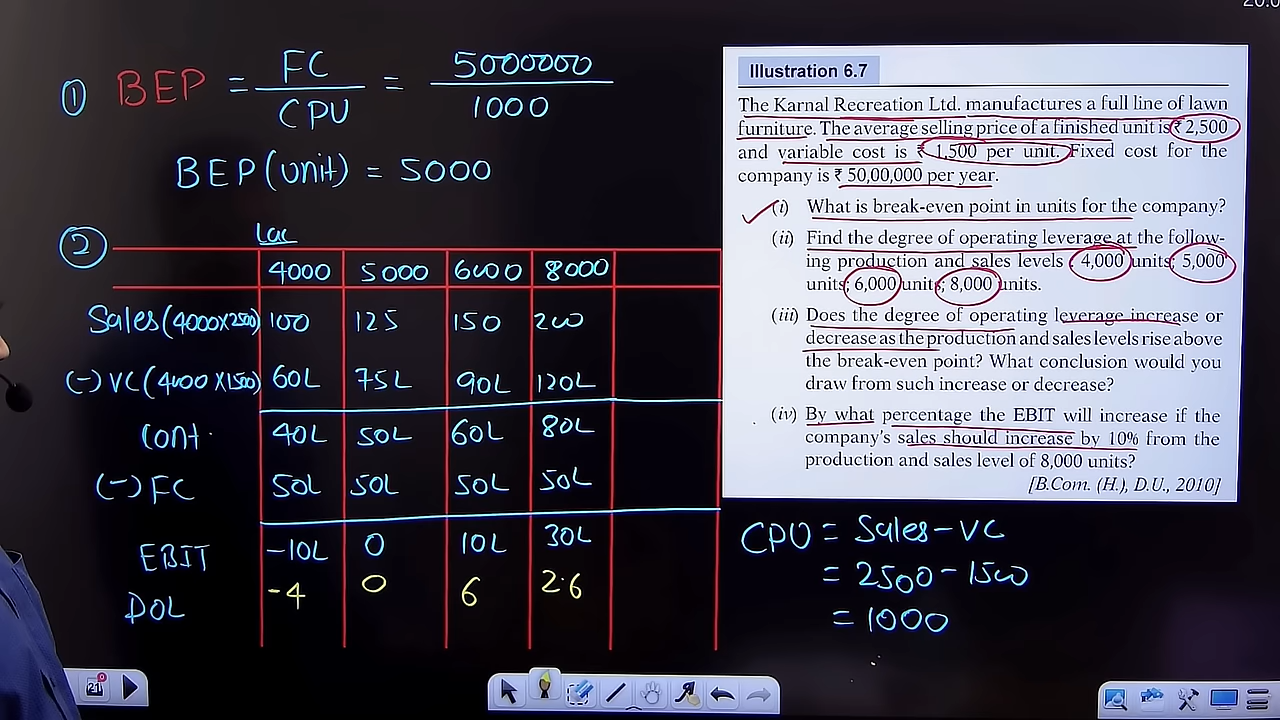 ① BEP = FC / CPU = 5000000 / 1000
BEP(unit) = 5000
②
Lac
4000 5000 6000 8000
Sales(4000x2500) 100 125 150 200
(-) VC(4000 X1500) 60L 75L 90L 120L
Cont. 40L 50L 60L 80L
(-) FC 50L 50L 50L 50L
EBIT -10L 0 10L 30L
DOL -4 0 6 2.6
Illustration 6.7
The Karnal Recreation Ltd. manufactures a full line of lawn
furniture. The average selling price of a finished unit is ₹ 2,500
and variable cost is ₹ 1,500 per unit. Fixed cost for the
company is ₹ 50,00,000 per year.
(i) What is break-even point in units for the company?
(ii) Find the degree of operating leverage at the follow-
ing production and sales levels 4,000 units; 5,000
units; 6,000 units; 8,000 units.
(iii) Does the degree of operating leverage increase or
decrease as the production and sales levels rise above
the break-even point? What conclusion would you
draw from such increase or decrease?
(iv) By what percentage the EBIT will increase if the
company's sales should increase by 10% from the
production and sales level of 8,000 units?
[B.Com. (H.), D.U., 2010]
CPU = Sales-VC
= 2500-1500
= 1000
21